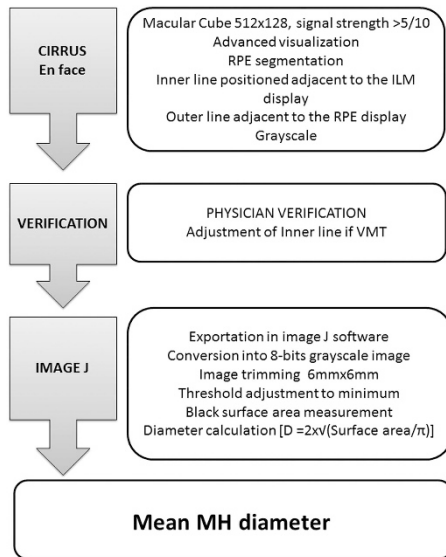 CIRRUS
En face
Macular Cube 512x128, signal strength >5/10
Advanced visualization
RPE segmentation
Inner line positioned adjacent to the ILM
display
Outer line adjacent to the RPE display
Grayscale
VERIFICATION
PHYSICIAN VERIFICATION
Adjustment of Inner line if VMT
IMAGE J
Exportation in image J software
Conversion into 8-bits grayscale image
Image trimming 6mmx6mm
Threshold adjustment to minimum
Black surface area measurement
Diameter calculation [D =2x√(Surface area/π)]
Mean MH diameter